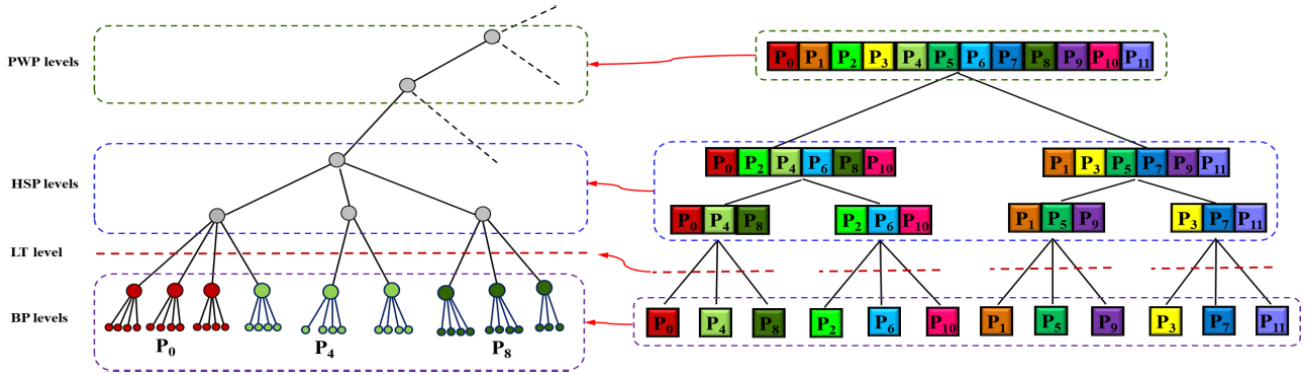 PWP levels
P0 P1 P2 P3 P4 P5 P6 P7 P8 P9 P10 P11
HSP levels
P0 P2 P4 P6 P8 P10
P1 P3 P5 P7 P9 P11
P0 P4 P8
P2 P6 P10
P1 P5 P9
P3 P7 P11
LT level
BP levels
P0 P4 P8
P0 P4 P8 P2 P6 P10 P1 P5 P9 P3 P7 P11